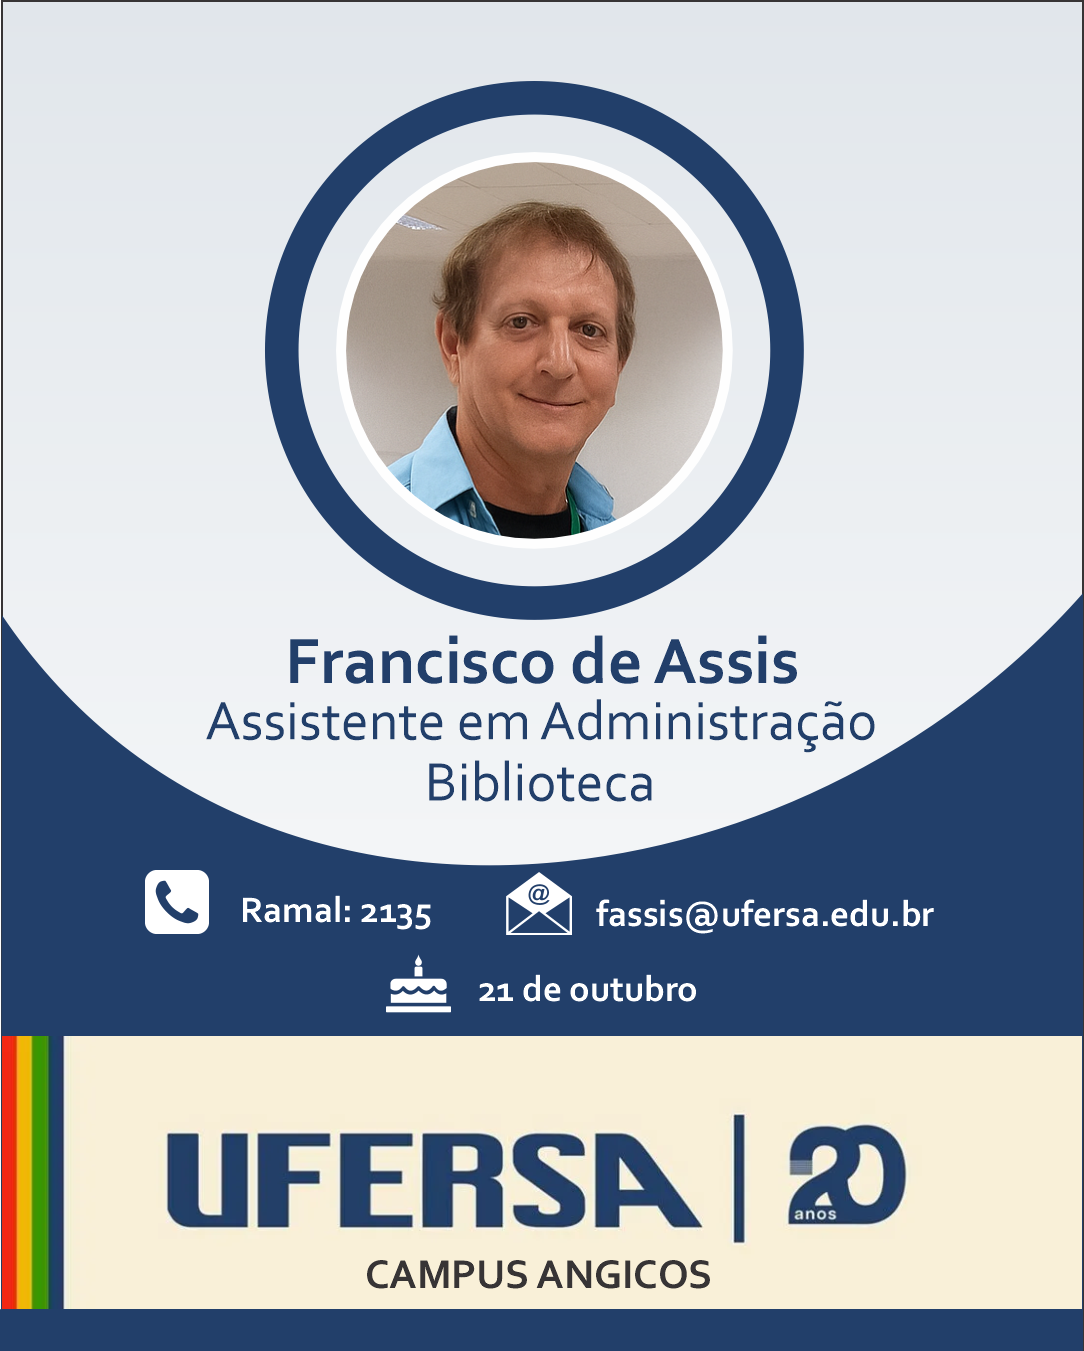 Francisco de Assis
Assistente em Administração
Biblioteca
Ramal: 2135
@
fassis@ufersa.edu.br
21 de outubro
UFERSA | 20
anos
CAMPUS ANGICOS